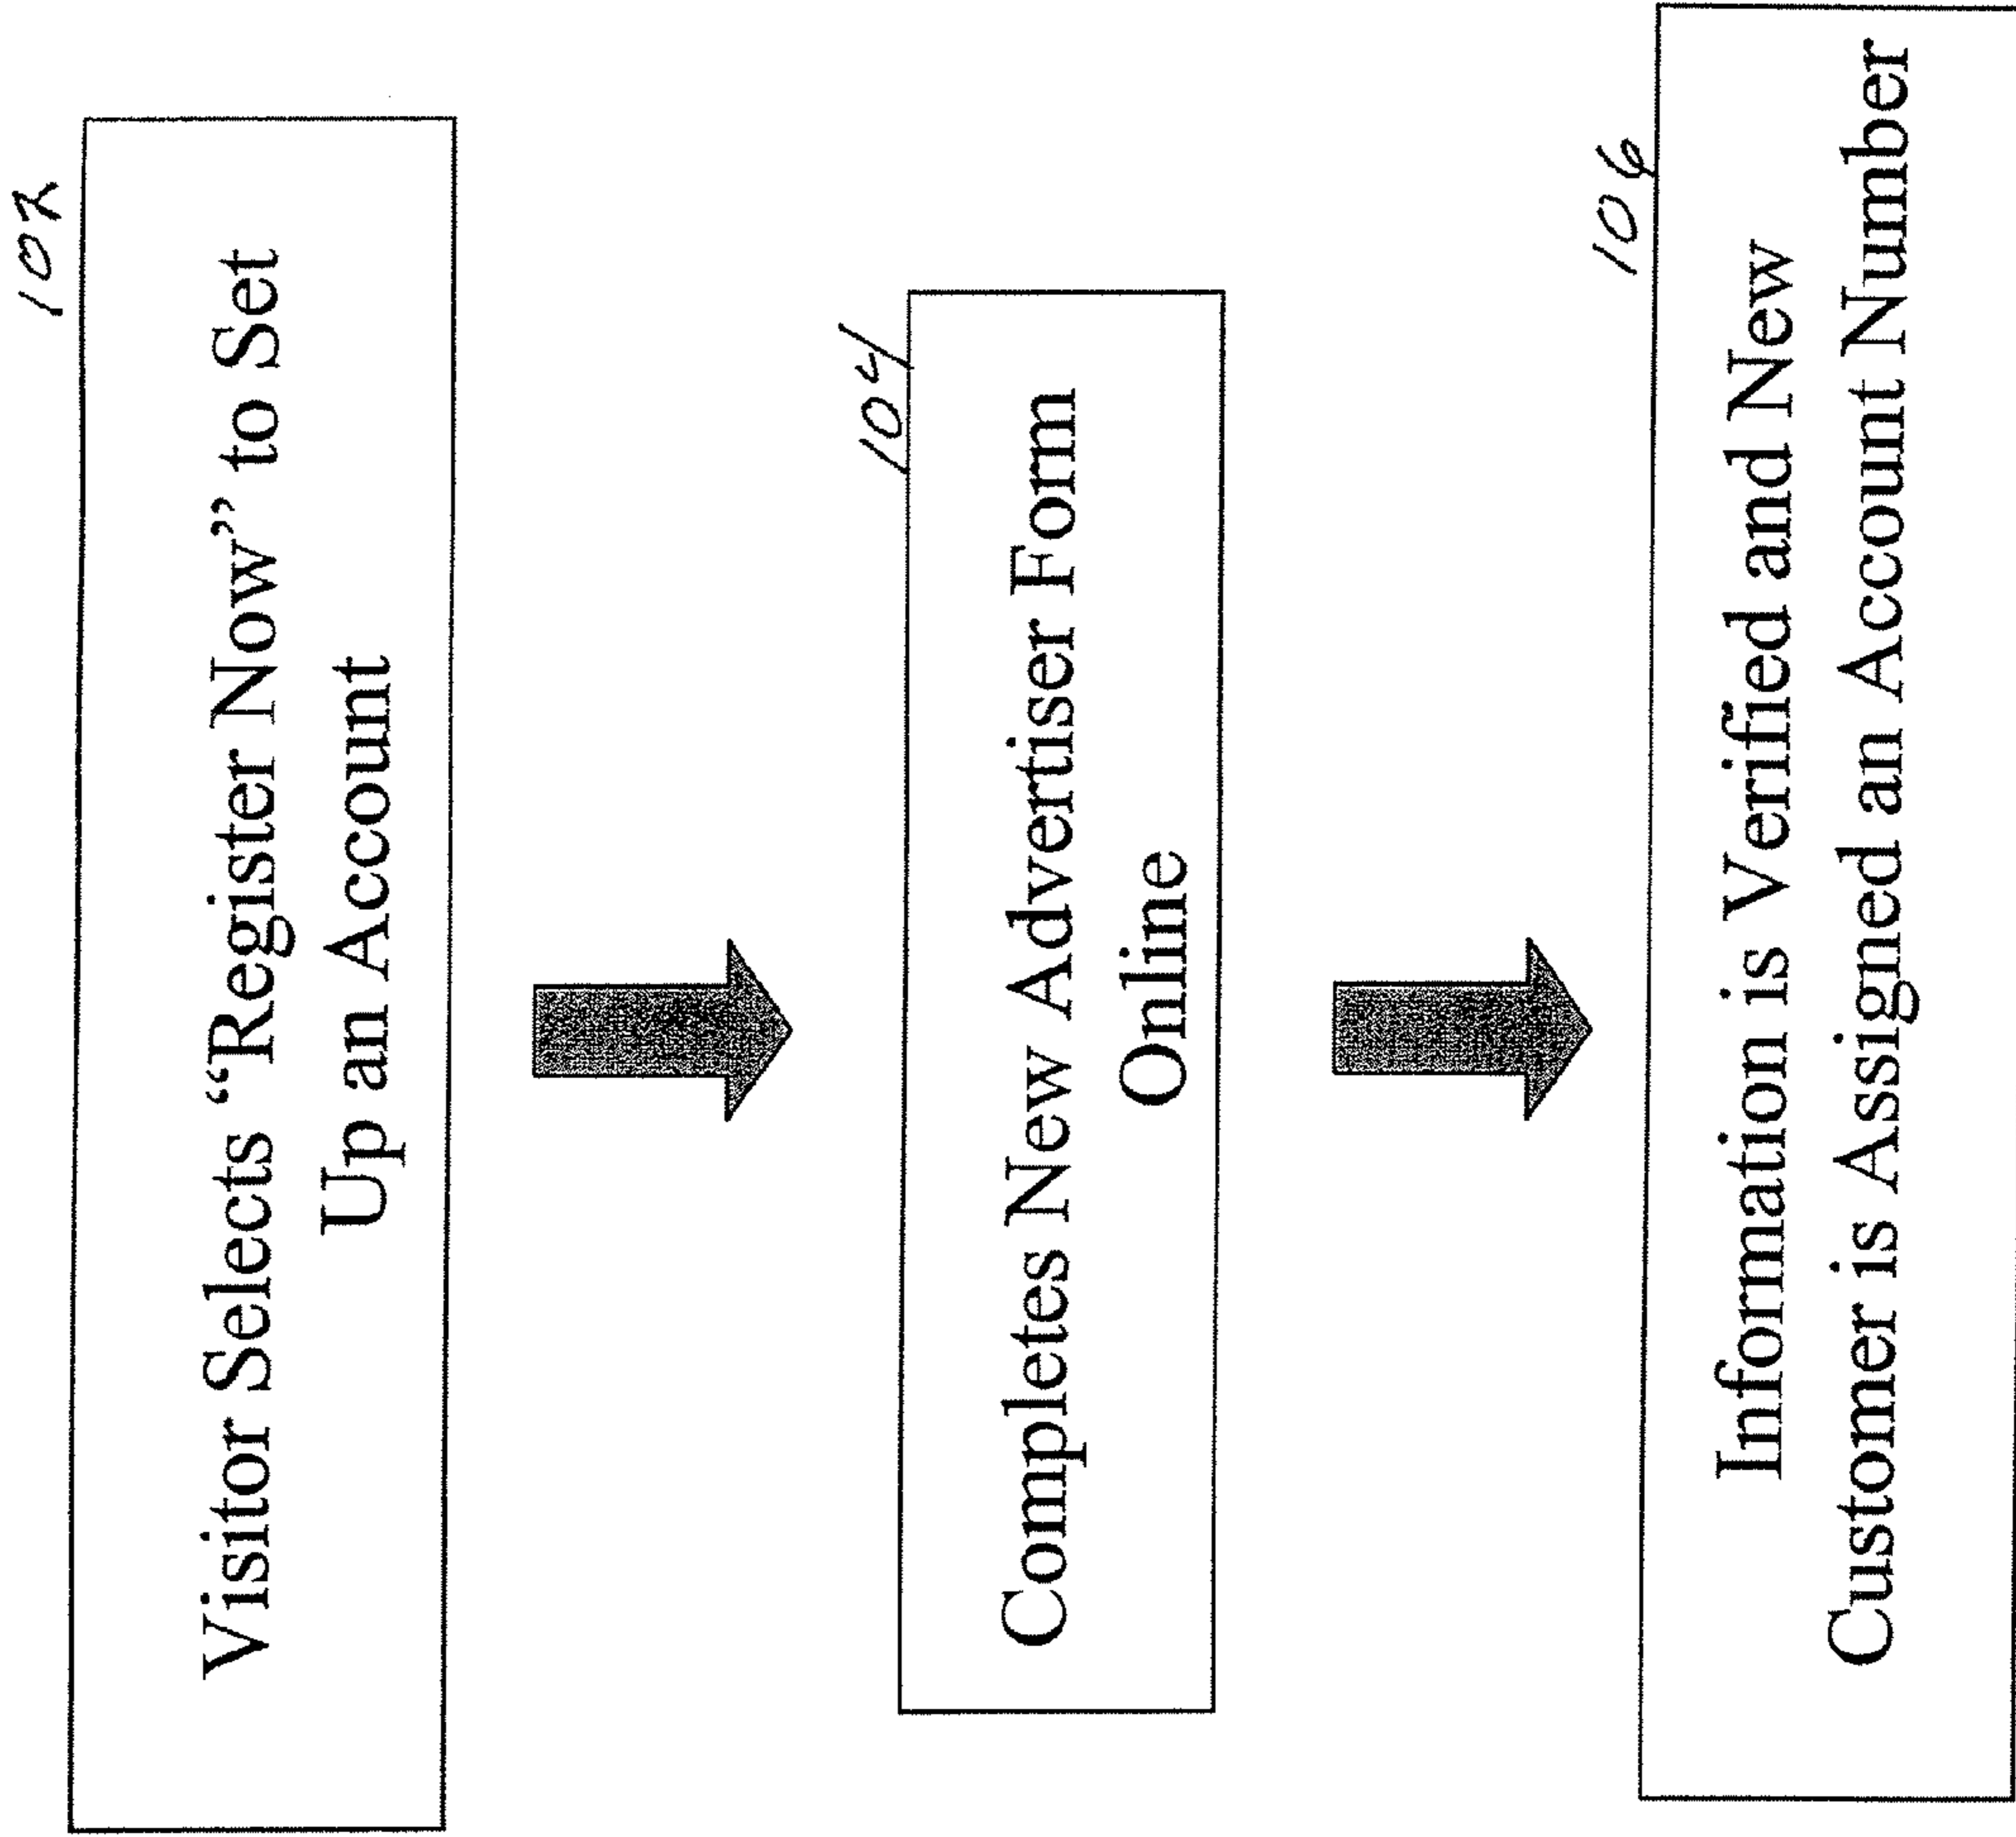 102
Visitor Selects “Register Now” to Set
Up an Account
104
Completes New Advertiser Form
Online
106
Information is Verified and New
Customer is Assigned an Account Number